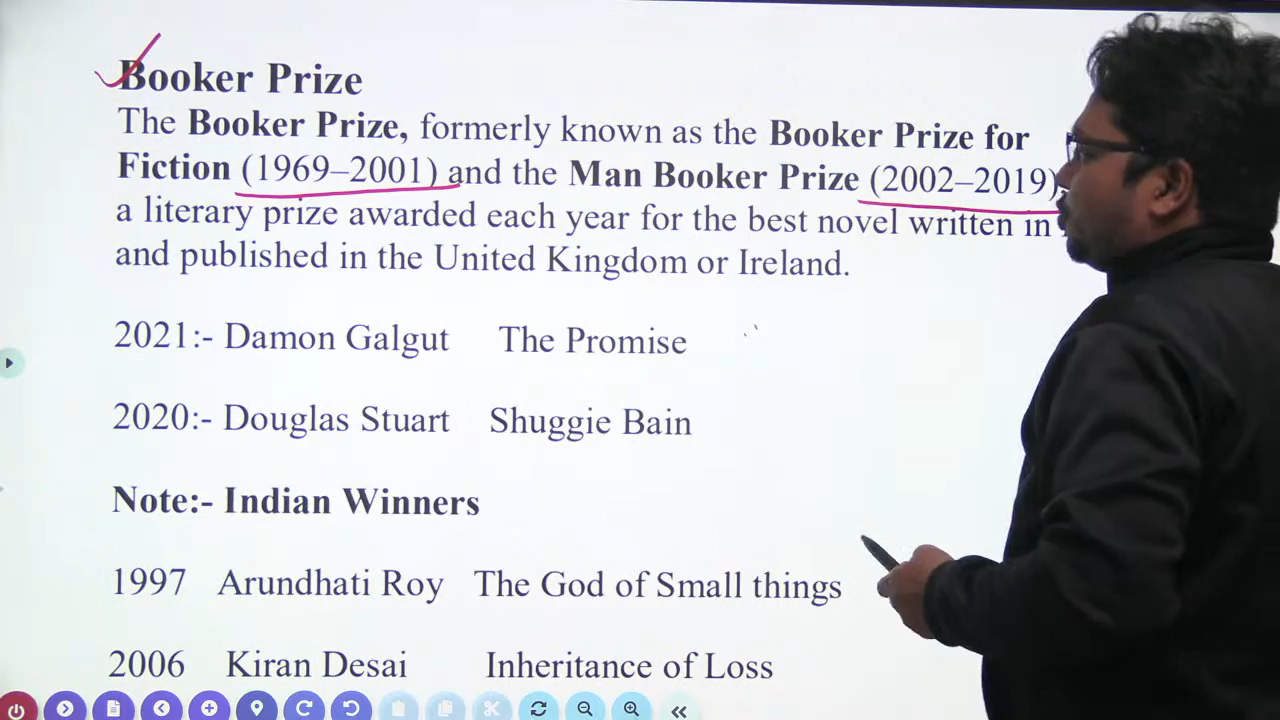 Booker Prize
The Booker Prize, formerly known as the Booker Prize for
Fiction (1969–2001) and the Man Booker Prize (2002–2019),
a literary prize awarded each year for the best novel written in
and published in the United Kingdom or Ireland.
2021:- Damon Galgut The Promise
2020:- Douglas Stuart Shuggie Bain
Note:- Indian Winners
1997 Arundhati Roy The God of Small things
2006 Kiran Desai Inheritance of Loss